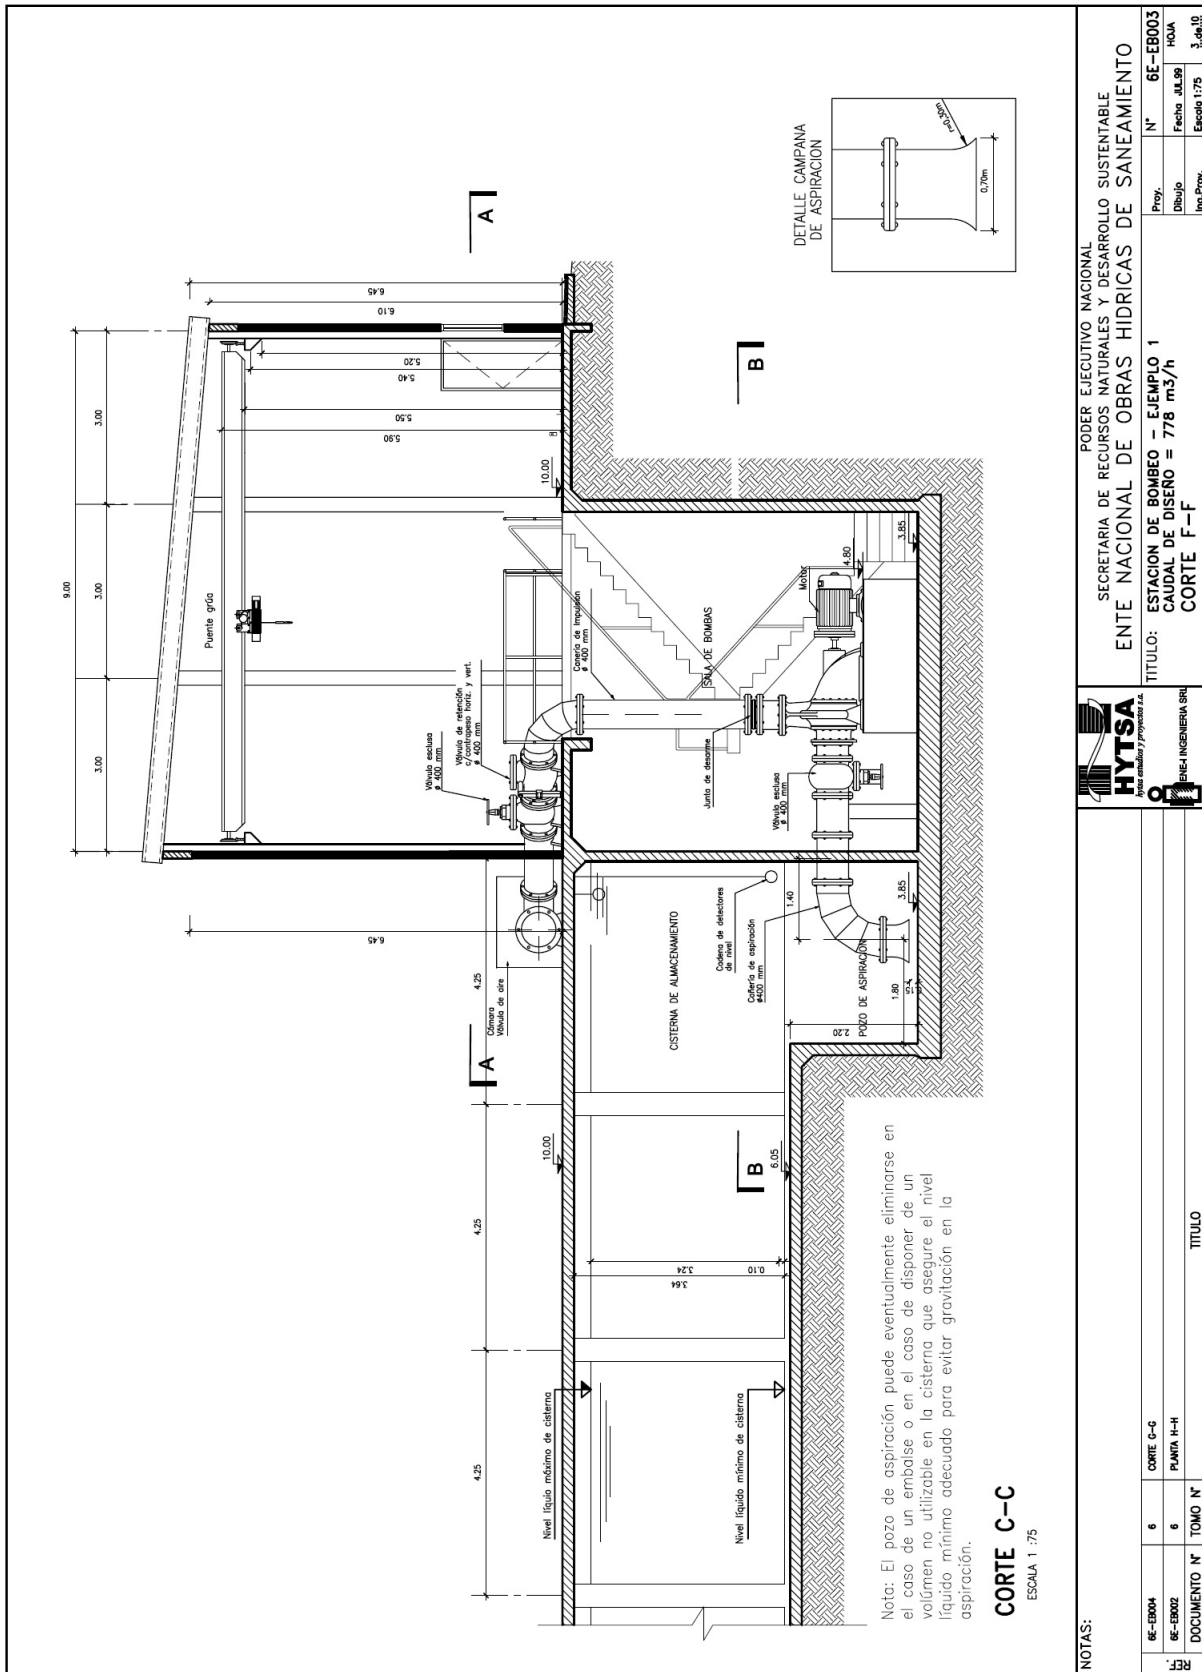 9.00
3.00
3.00
3.00
Puente grúa
6.45
6.10
5.20
5.40
5.50
5.90
6.45
Válvula esclusa
ø 400 mm
Válvula de retención
c/contrapeso horiz. y vert.
ø 400 mm
Cañería de Impulsión
ø 400 mm
A
A
10.00
10.00
4.25
4.25
4.25
Cámara
Válvula de aire
SALA DE BOMBAS
Motor
4.80
3.85
Junta de desarme
Válvula esclusa
ø 400 mm
B
B
CISTERNA DE ALMACENAMIENTO
Cadena de detectores
de nivel
Cañería de aspiración
ø400 mm
1.40
3.85
POZO DE ASPIRACIÓN
1.80
2.20
6.05
3.24
0.10
3.64
Nivel líquio máximo de cisterna
Nivel líquido mínimo de cisterna
DETALLE CAMPANA
DE ASPIRACION
r=0,30m
0,70m
Nota: El pozo de aspiración puede eventualmente eliminarse en
el caso de un embalse o en el caso de disponer de un
volúmen no utilizable en la cisterna que asegure el nivel
líquido mínimo adecuado para evitar gravitación en la
aspiración.
CORTE C-C
ESCALA 1 :75
NOTAS:
REF.
6E-EB004 6 CORTE G-G
6E-EB002 6 PLANTA H-H
DOCUMENTO N° TOMO N° TITULO
HYTSA
hytsa estudios y proyectos s.a.
ENE-I INGENIERIA SRL
PODER EJECUTIVO NACIONAL
SECRETARIA DE RECURSOS NATURALES Y DESARROLLO SUSTENTABLE
ENTE NACIONAL DE OBRAS HIDRICAS DE SANEAMIENTO
TITULO: ESTACION DE BOMBEO - EJEMPLO 1
CAUDAL DE DISEÑO = 778 m3/h
CORTE F-F
Proy. N° 6E-EB003
Dibujo Fecha JUL.99 HOJA
Ing.Proy. Escala 1:75 3 de 10